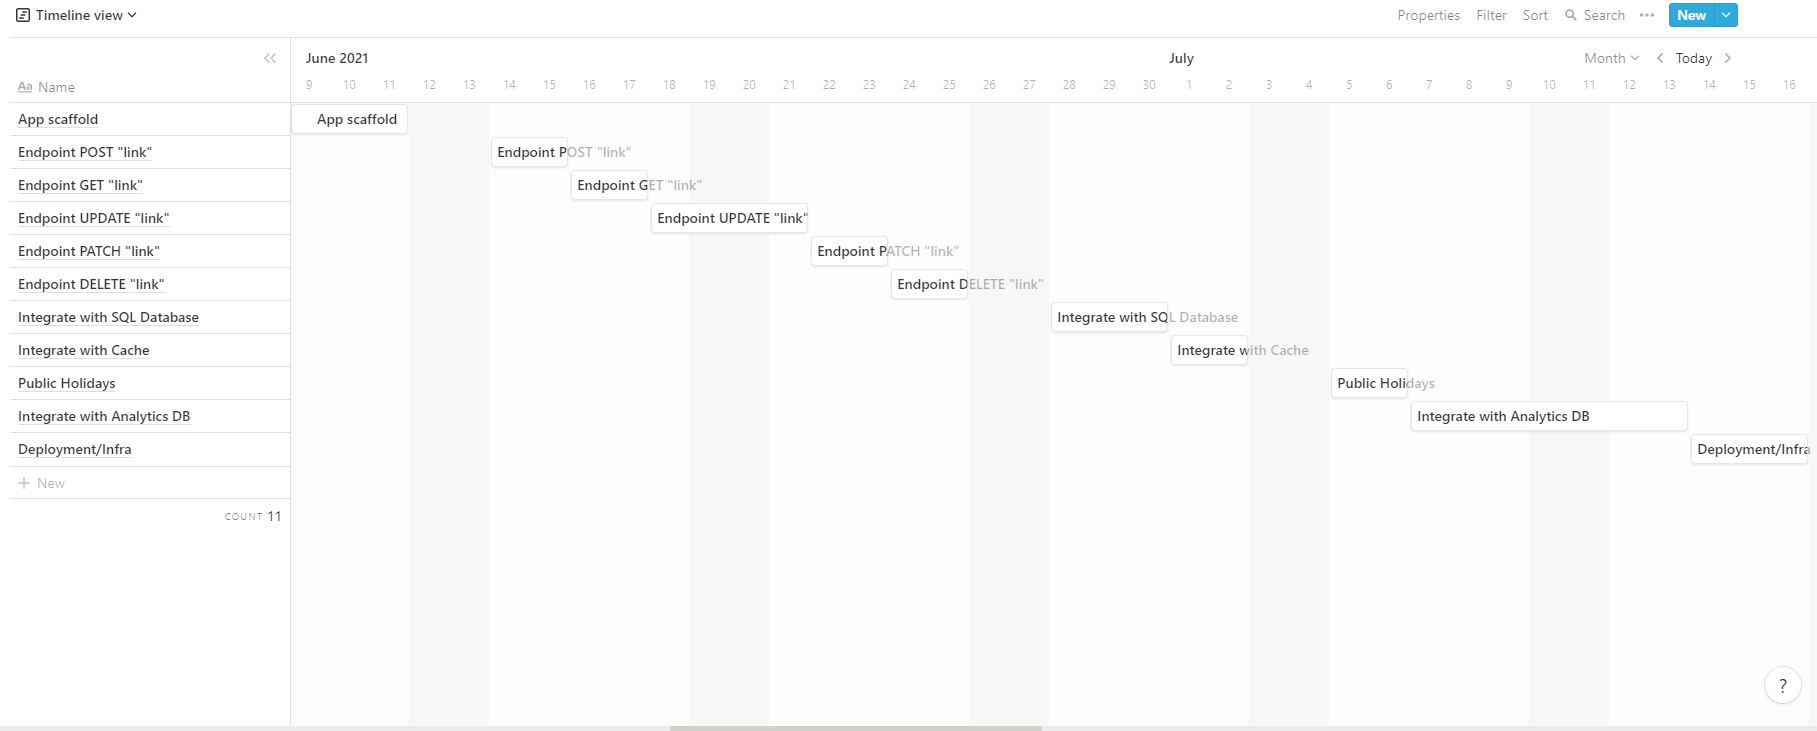 Timeline view
Properties Filter Sort Search ••• New
June 2021 July Month Today
9 10 11 12 13 14 15 16 17 18 19 20 21 22 23 24 25 26 27 28 29 30 1 2 3 4 5 6 7 8 9 10 11 12 13 14 15 16
Aa Name
App scaffold App scaffold
Endpoint POST "link" Endpoint POST "link"
Endpoint GET "link" Endpoint GET "link"
Endpoint UPDATE "link" Endpoint UPDATE "link"
Endpoint PATCH "link" Endpoint PATCH "link"
Endpoint DELETE "link" Endpoint DELETE "link"
Integrate with SQL Database Integrate with SQL Database
Integrate with Cache Integrate with Cache
Public Holidays Public Holidays
Integrate with Analytics DB Integrate with Analytics DB
Deployment/Infra Deployment/Infra
+ New
COUNT 11
?